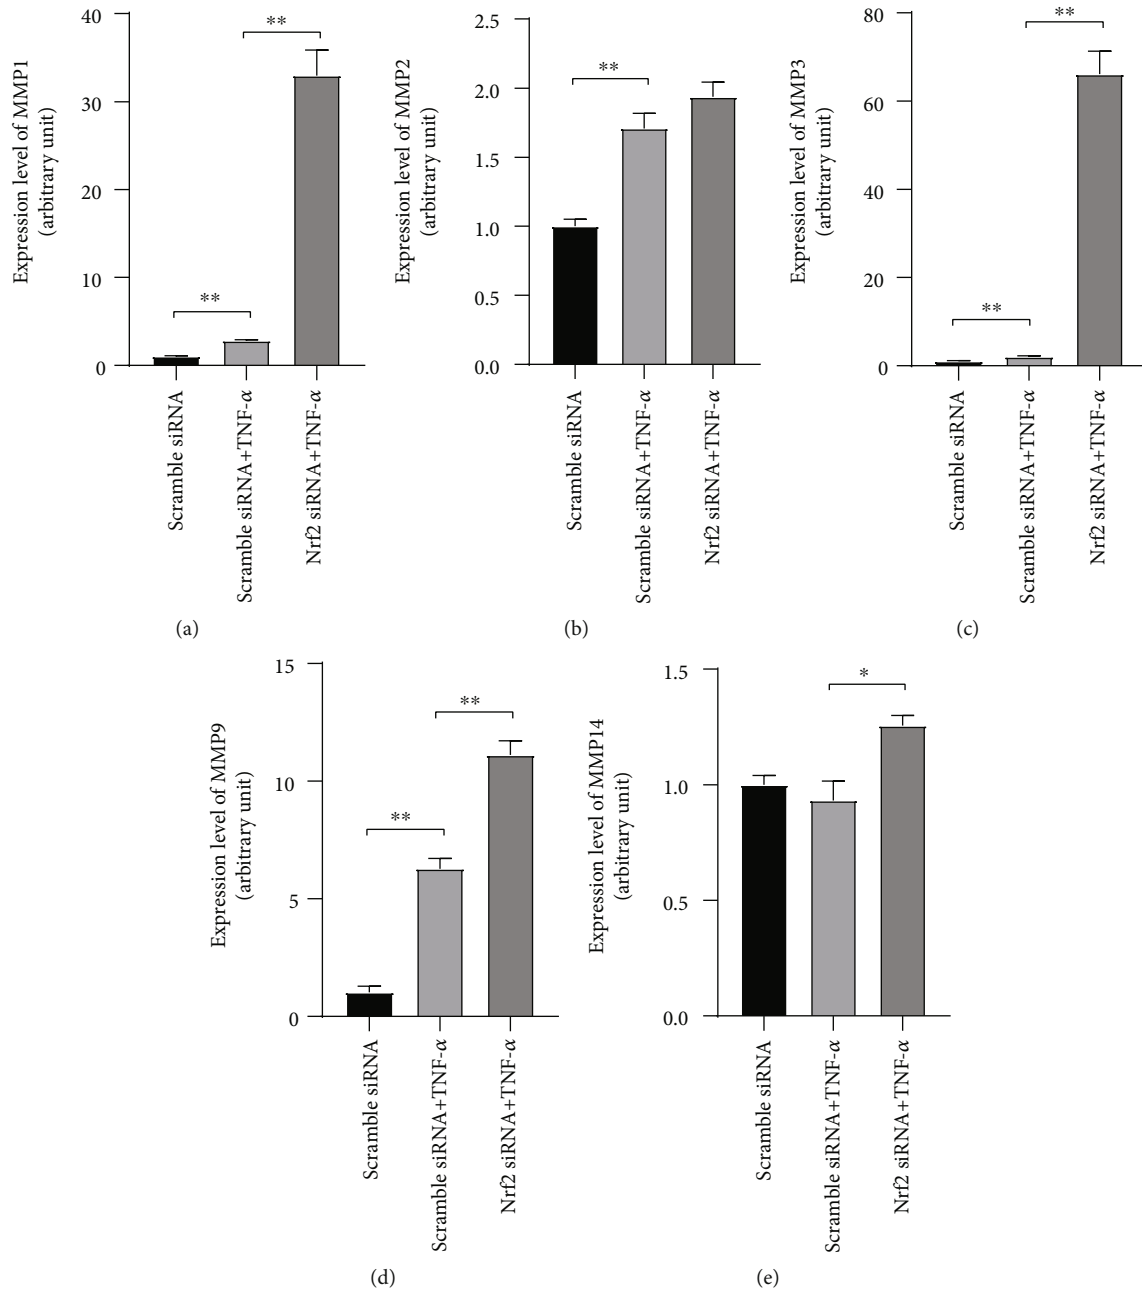 Expression level of MMP1
(arbitrary unit)
40
30
20
10
0
**
**
Scramble siRNA
Scramble siRNA+TNF-α
Nrf2 siRNA+TNF-α
(a)
Expression level of MMP2
(arbitrary unit)
2.5
2.0
1.5
1.0
0.5
0.0
**
Scramble siRNA
Scramble siRNA+TNF-α
Nrf2 siRNA+TNF-α
(b)
Expression level of MMP3
(arbitrary unit)
80
60
40
20
0
**
**
Scramble siRNA
Scramble siRNA+TNF-α
Nrf2 siRNA+TNF-α
(c)
Expression level of MMP9
(arbitrary unit)
15
10
5
0
**
**
Scramble siRNA
Scramble siRNA+TNF-α
Nrf2 siRNA+TNF-α
(d)
Expression level of MMP14
(arbitrary unit)
1.5
1.0
0.5
0.0
*
Scramble siRNA
Scramble siRNA+TNF-α
Nrf2 siRNA+TNF-α
(e)